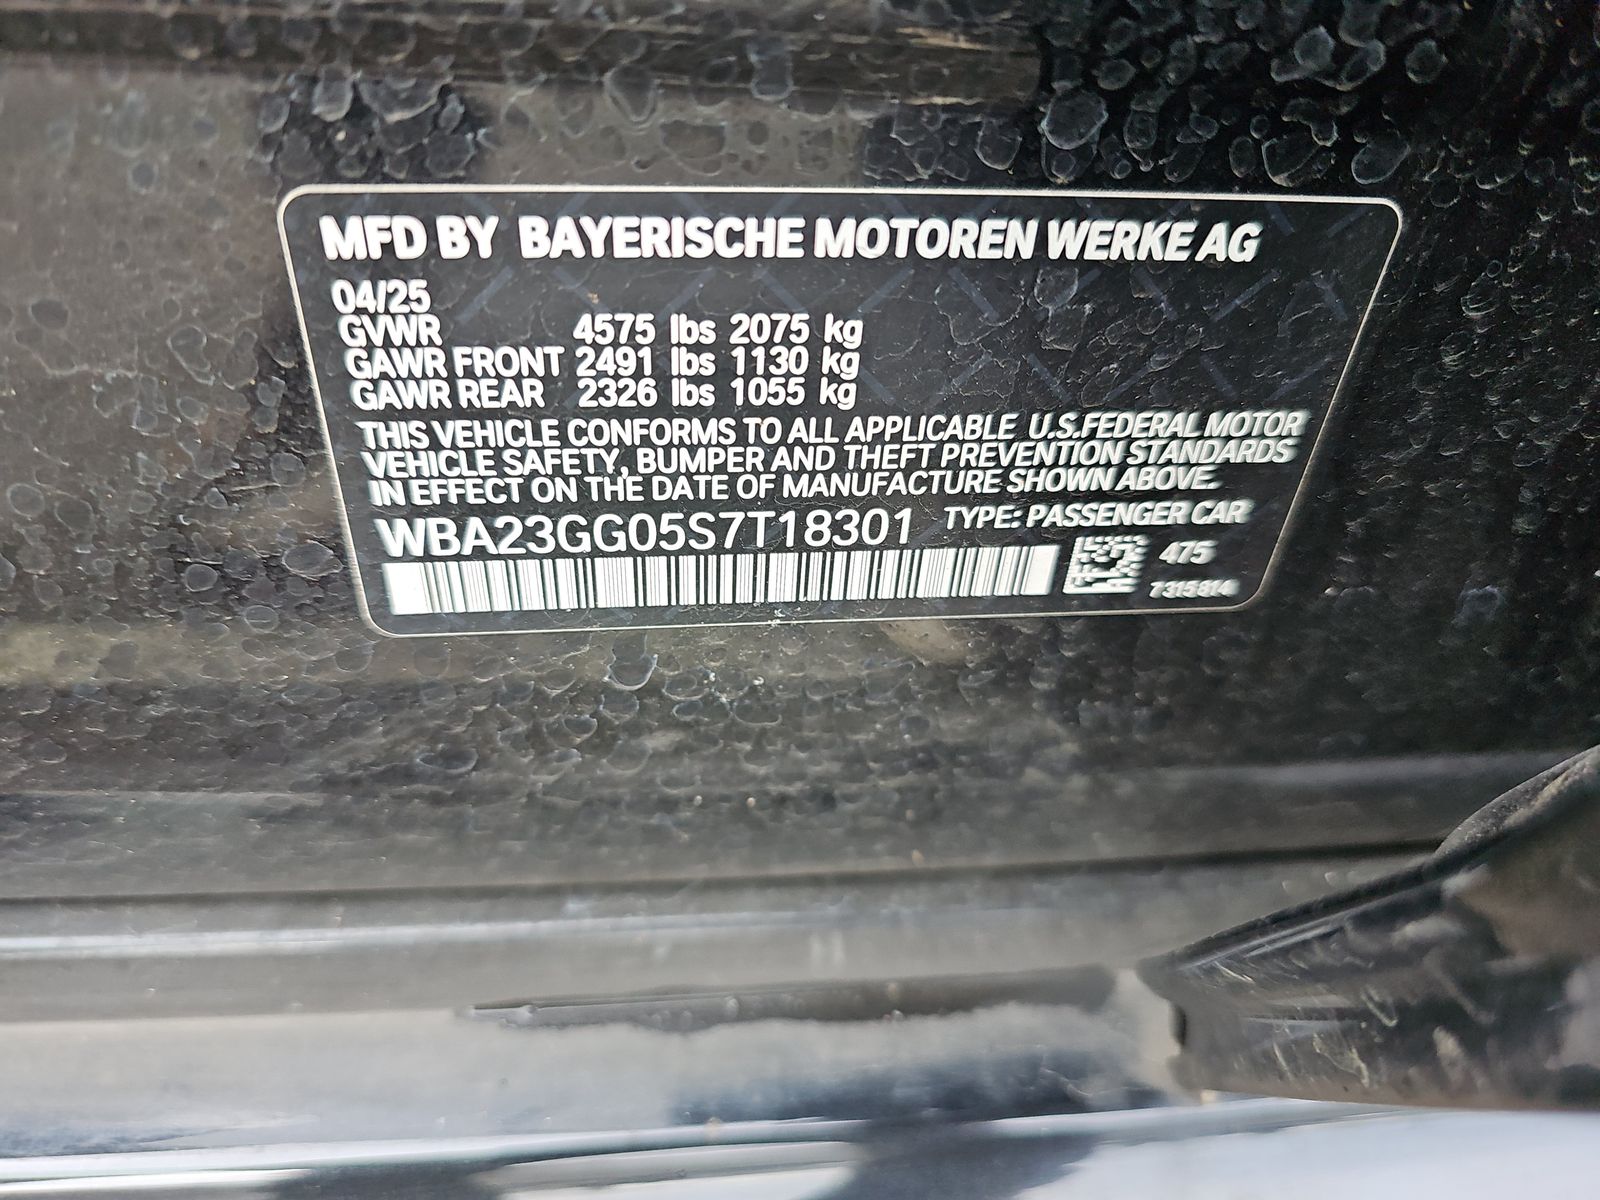 MFD BY BAYERISCHE MOTOREN WERKE AG
04/25
GVWR 4575 lbs 2075 kg
GAWR FRONT 2491 lbs 1130 kg
GAWR REAR 2326 lbs 1055 kg
THIS VEHICLE CONFORMS TO ALL APPLICABLE U.S.FEDERAL MOTOR
VEHICLE SAFETY, BUMPER AND THEFT PREVENTION STANDARDS
IN EFFECT ON THE DATE OF MANUFACTURE SHOWN ABOVE.
WBA23GG05S7T18301 TYPE: PASSENGER CAR
475
7315814